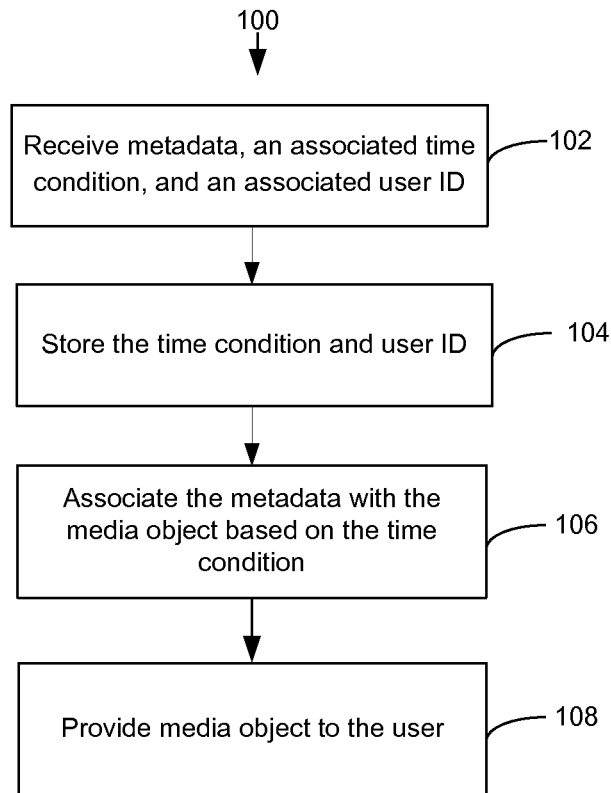 100
Receive metadata, an associated time
condition, and an associated user ID
102
Store the time condition and user ID
104
Associate the metadata with the
media object based on the time
condition
106
Provide media object to the user
108